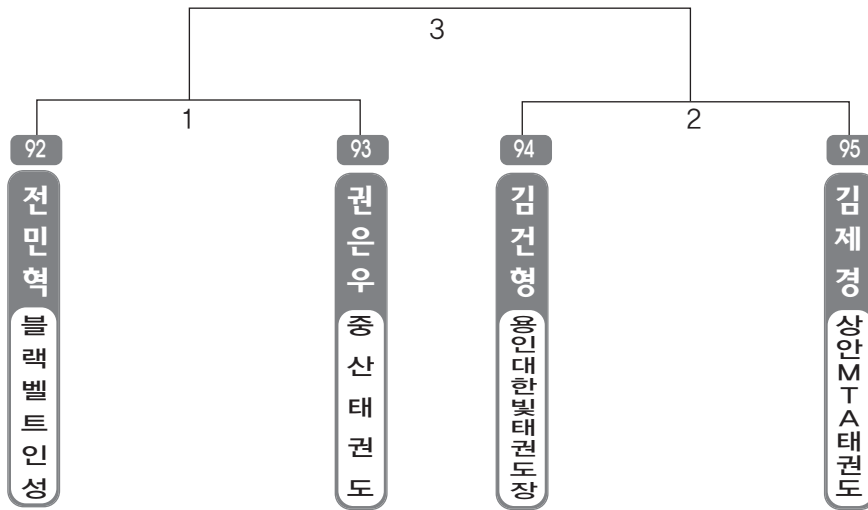 3
1
2
92
93
94
95
전민혁
권은우
김건형
김제경
블랙벨트인성
중산태권도
용인대한빛태권도장
상안MTA태권도